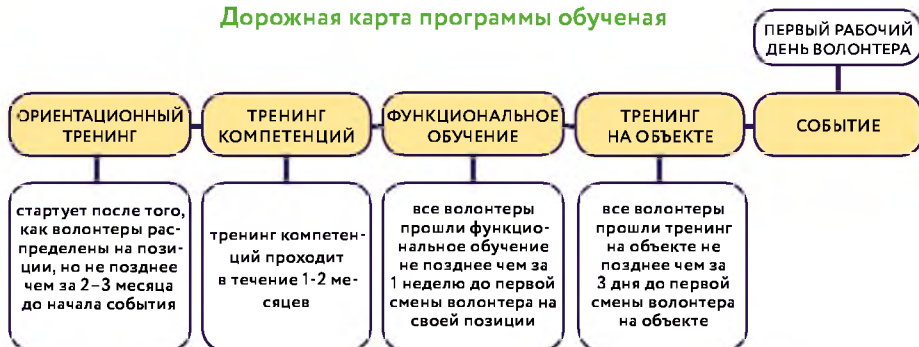 Дорожная карта программы обученая
ПЕРВЫЙ РАБОЧИЙ
ДЕНЬ ВОЛОНТЕРА
ОРИЕНТАЦИОННЫЙ
ТРЕНИНГ
ТРЕНИНГ
КОМПЕТЕНЦИЙ
ФУНКЦИОНАЛЬНОЕ
ОБУЧЕНИЕ
ТРЕНИНГ
НА ОБЪЕКТЕ
СОБЫТИЕ
стартует после того,
как волонтеры рас-
пределены на пози-
ции, но не позднее
чем за 2–3 месяца
до начала события
тренинг компетен-
ций проходит
в течение 1-2 ме-
сяцев
все волонтеры
прошли функцио-
нальное обучение
не позднее чем за
1 неделю до первой
смены волонтера на
своей позиции
все волонтеры
прошли тренинг
на объекте не
позднее чем за
3 дня до первой
смены волонтера
на объекте